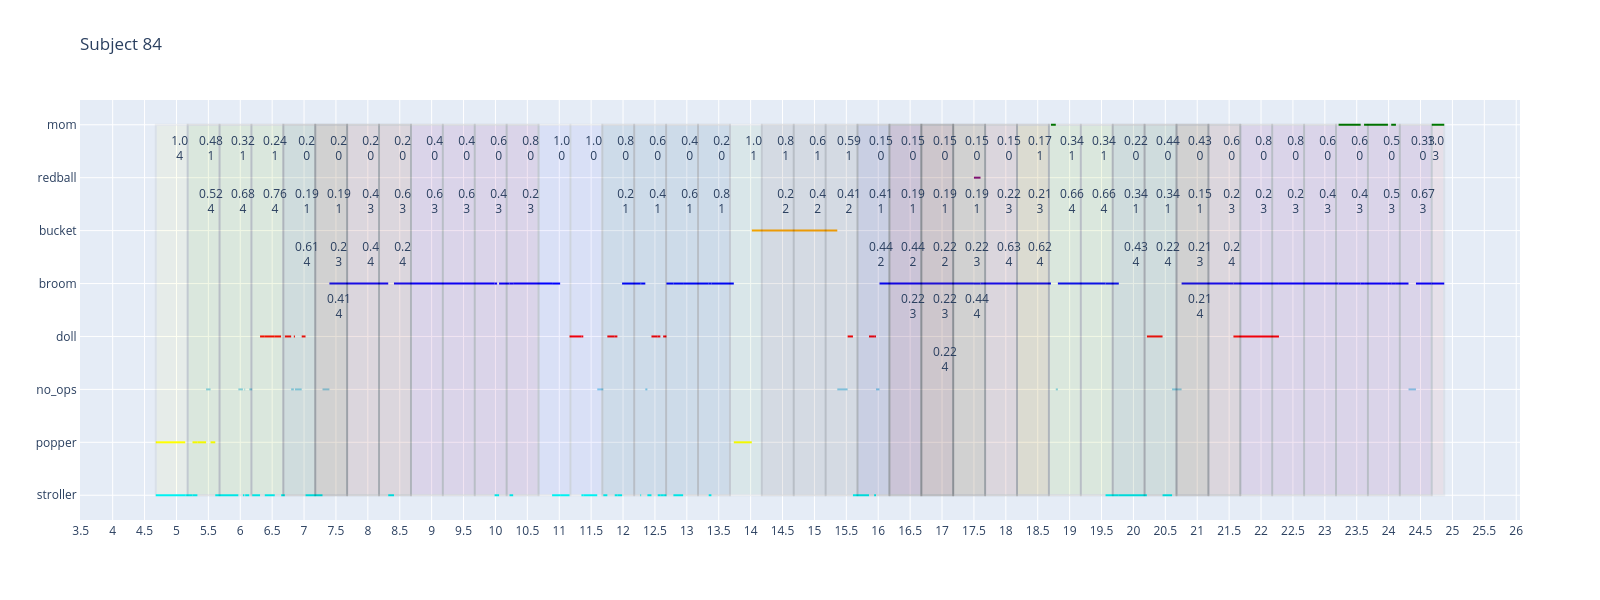 Subject 84
mom
1.0 0.48 0.32 0.24 0.2 0.2 0.2 0.2 0.4 0.4 0.6 0.8 1.0 1.0 0.8 0.6 0.4 0.2 1.0 0.8 0.6 0.59 0.15 0.15 0.15 0.15 0.15 0.17 0.34 0.34 0.22 0.44 0.43 0.6 0.8 0.8 0.6 0.6 0.5
4 1 1 1 0 0 0 0 0 0 0 0 0 0 0 0 0 0 1 1 1 1 0 0 0 0 0 1 1 1 0 0 0 0 0 0 0 0 0 0 3
redball
0.52 0.68 0.76 0.19 0.19 0.4 0.6 0.6 0.6 0.4 0.2 0.2 0.4 0.6 0.8 0.2 0.4 0.41 0.41 0.19 0.19 0.19 0.22 0.21 0.66 0.66 0.34 0.34 0.15 0.2 0.2 0.2 0.4 0.4 0.5 0.67
4 4 4 1 1 3 3 3 3 3 3 1 1 1 1 2 2 2 1 1 1 1 3 3 4 4 1 1 1 3 3 3 3 3 3 3
bucket
0.61 0.2 0.4 0.2 0.44 0.44 0.22 0.22 0.63 0.62 0.43 0.22 0.21 0.2
4 3 4 4 2 2 2 3 4 4 4 4 3 4
broom
0.41 0.22 0.22 0.44 0.21
4 3 3 4 4
doll
0.22
4
no_ops
popper
stroller
3.5 4 4.5 5 5.5 6 6.5 7 7.5 8 8.5 9 9.5 10 10.5 11 11.5 12 12.5 13 13.5 14 14.5 15 15.5 16 16.5 17 17.5 18 18.5 19 19.5 20 20.5 21 21.5 22 22.5 23 23.5 24 24.5 25 25.5 26